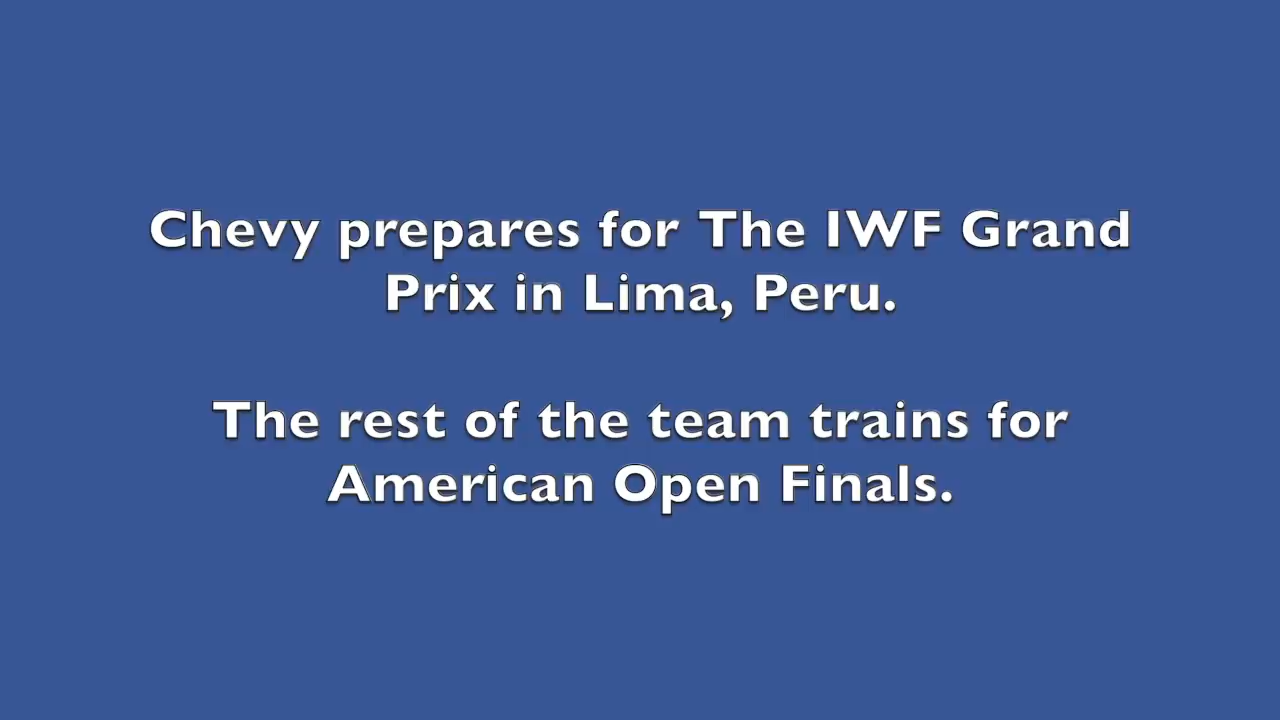 Chevy prepares for The IWF Grand
Prix in Lima, Peru.
The rest of the team trains for
American Open Finals.